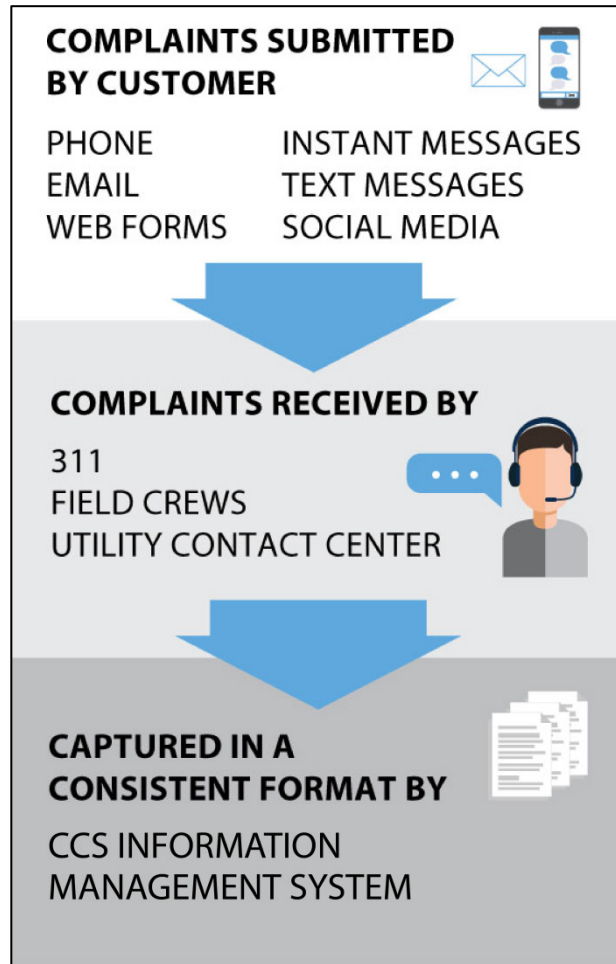 COMPLAINTS SUBMITTED
BY CUSTOMER
PHONE
EMAIL
WEB FORMS
INSTANT MESSAGES
TEXT MESSAGES
SOCIAL MEDIA
COMPLAINTS RECEIVED BY
311
FIELD CREWS
UTILITY CONTACT CENTER
CAPTURED IN A
CONSISTENT FORMAT BY
CCS INFORMATION
MANAGEMENT SYSTEM